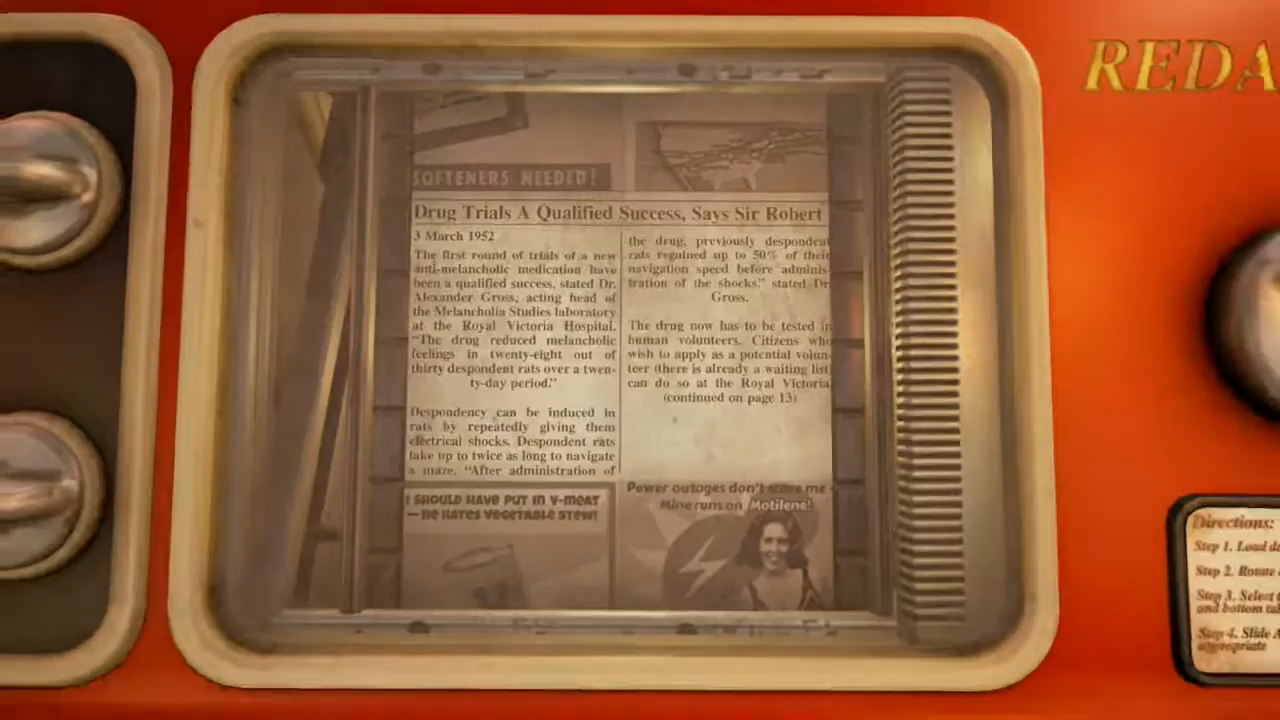 REDA
SOFTENERS NEEDED!
Drug Trials A Qualified Success, Says Sir Robert
3 March 1952
The first round of trials of a new
anti-melancholic medication have
been a qualified success, stated Dr.
Alexander Gross, acting head of
the Melancholia Studies laboratory
at the Royal Victoria Hospital.
"The drug reduced melancholic
feelings in twenty-eight out of
thirty despondent rats over a twen-
ty-day period."
Despondency can be induced in
rats by repeatedly giving them
electrical shocks. Despondent rats
take up to twice as long to navigate
a maze. "After administration of
the drug, previously despondent
rats regained up to 50% of their
navigation speed before adminis-
tration of the shocks," stated Dr
Gross.
The drug now has to be tested in
human volunteers. Citizens who
wish to apply as a potential volun-
teer (there is already a waiting list)
can do so at the Royal Victoria
(continued on page 13)
I SHOULD HAVE PUT IN V-MEAT
— HE HATES VEGETABLE STEW!
Power outages don't scare me -
Mine runs on Motilene!
Directions:
Step 1. Load d
Step 2. Rotate
Step 3. Select
and bottom ta
Step 4. Slide A
appropriate